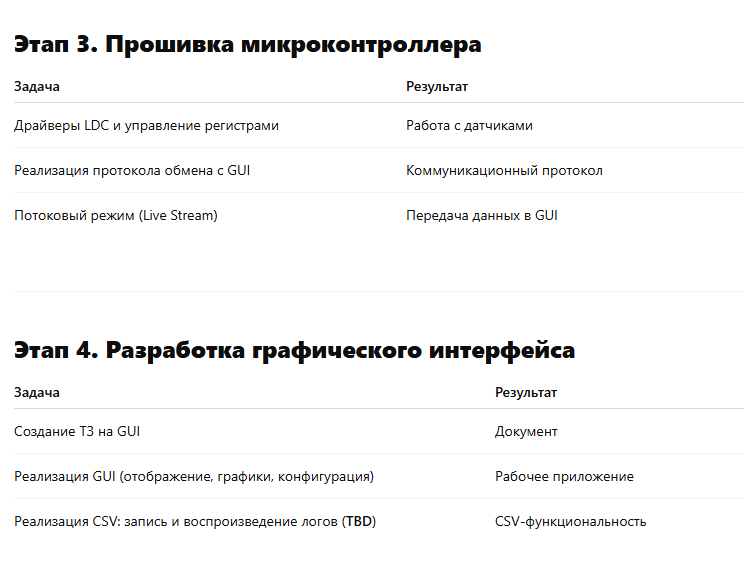 Этап 3. Прошивка микроконтроллера
Задача Результат
Драйверы LDC и управление регистрами Работа с датчиками
Реализация протокола обмена с GUI Коммуникационный протокол
Потоковый режим (Live Stream) Передача данных в GUI
Этап 4. Разработка графического интерфейса
Задача Результат
Создание ТЗ на GUI Документ
Реализация GUI (отображение, графики, конфигурация) Рабочее приложение
Реализация CSV: запись и воспроизведение логов (TBD) CSV-функциональность